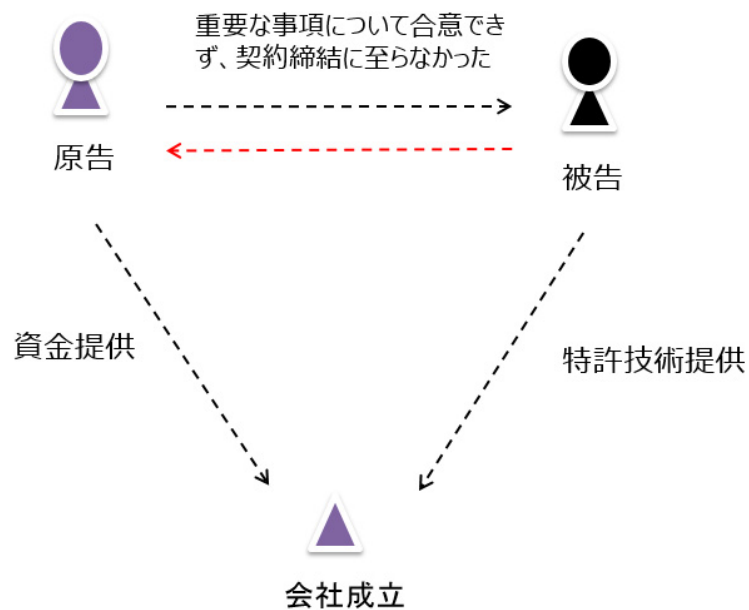 重要な事項について合意でき
ず、契約締結に至らなかった
原告
被告
資金提供
特許技術提供
会社成立